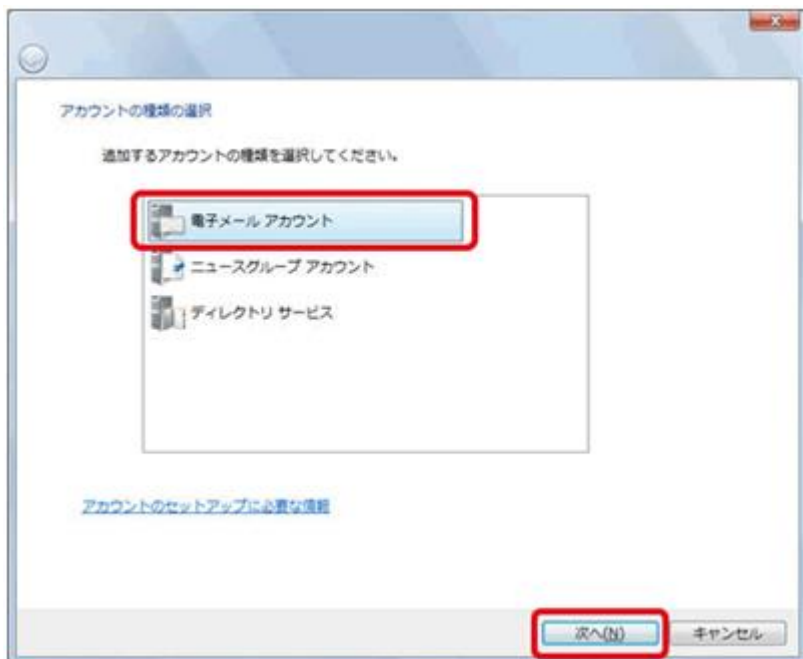 アカウントの種類の選択
追加するアカウントの種類を選択してください。
電子メール アカウント
ニュースグループ アカウント
ディレクトリ サービス
アカウントのセットアップに必要な情報
次へ(N)
キャンセル